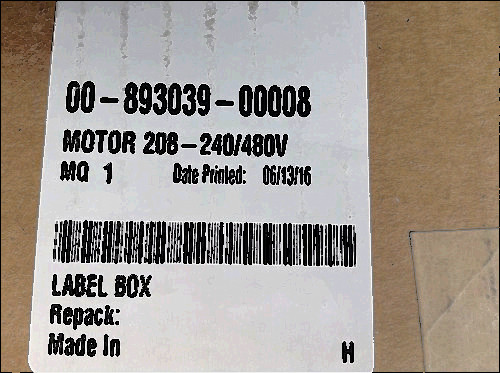 00-893039-00008
MOTOR 208-240/480V
MQ 1 Date Printed: 06/13/16
LABEL BOX
Repack:
Made In H